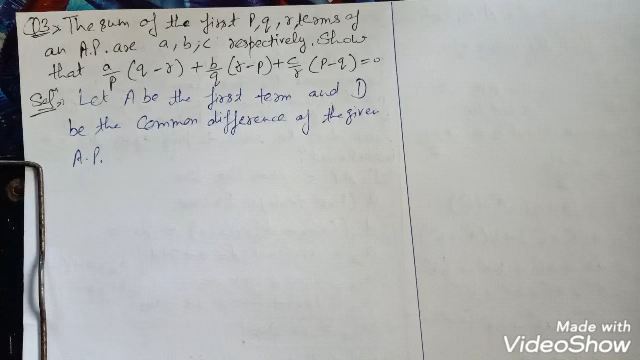 Q3> The sum of the first P, q, r terms of
an A.P. are a, b, c respectively. Show
that a/p (q-r) + b/q (r-p) + c/r (p-q) = 0
Sol:> Let A be the first term and D
be the common difference of the given
A.P.
Made with
VideoShow